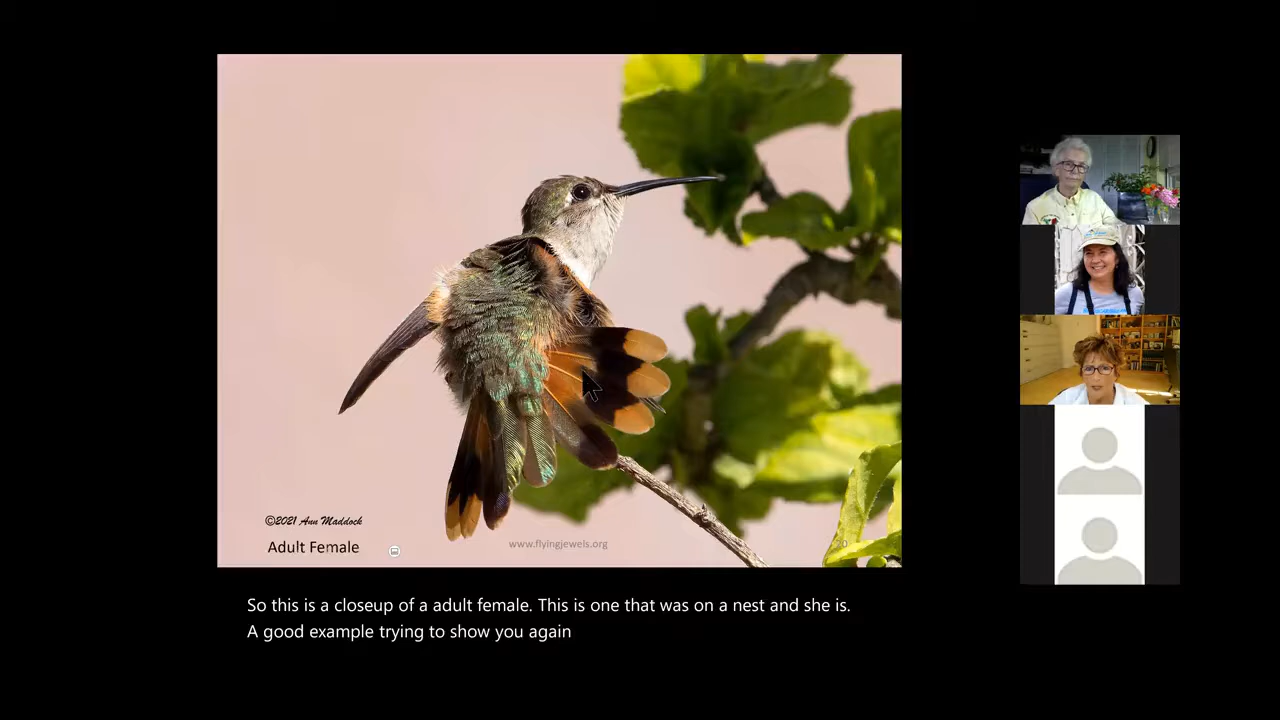 ©2021 Ann Maddock
Adult Female
www.flyingjewels.org
So this is a closeup of a adult female. This is one that was on a nest and she is.
A good example trying to show you again